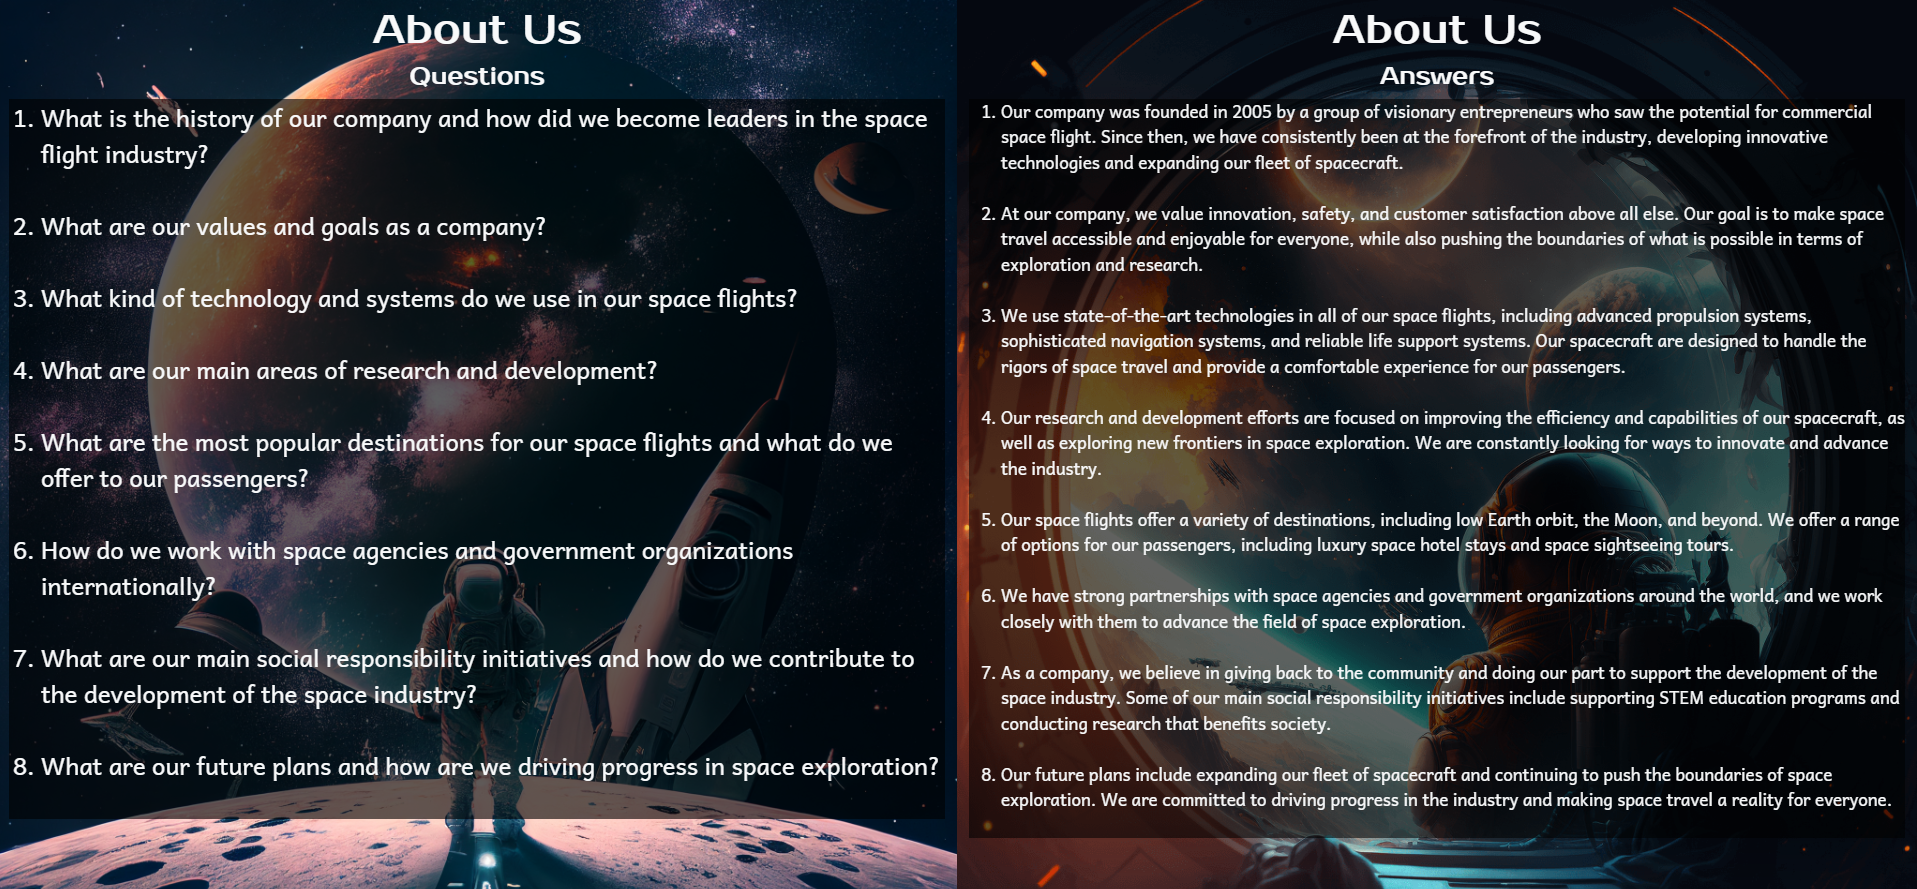 About Us
Questions
1. What is the history of our company and how did we become leaders in the space
flight industry?
2. What are our values and goals as a company?
3. What kind of technology and systems do we use in our space flights?
4. What are our main areas of research and development?
5. What are the most popular destinations for our space flights and what do we
offer to our passengers?
6. How do we work with space agencies and government organizations
internationally?
7. What are our main social responsibility initiatives and how do we contribute to
the development of the space industry?
8. What are our future plans and how are we driving progress in space exploration?
About Us
Answers
1. Our company was founded in 2005 by a group of visionary entrepreneurs who saw the potential for commercial
space flight. Since then, we have consistently been at the forefront of the industry, developing innovative
technologies and expanding our fleet of spacecraft.
2. At our company, we value innovation, safety, and customer satisfaction above all else. Our goal is to make space
travel accessible and enjoyable for everyone, while also pushing the boundaries of what is possible in terms of
exploration and research.
3. We use state-of-the-art technologies in all of our space flights, including advanced propulsion systems,
sophisticated navigation systems, and reliable life support systems. Our spacecraft are designed to handle the
rigors of space travel and provide a comfortable experience for our passengers.
4. Our research and development efforts are focused on improving the efficiency and capabilities of our spacecraft, as
well as exploring new frontiers in space exploration. We are constantly looking for ways to innovate and advance
the industry.
5. Our space flights offer a variety of destinations, including low Earth orbit, the Moon, and beyond. We offer a range
of options for our passengers, including luxury space hotel stays and space sightseeing tours.
6. We have strong partnerships with space agencies and government organizations around the world, and we work
closely with them to advance the field of space exploration.
7. As a company, we believe in giving back to the community and doing our part to support the development of the
space industry. Some of our main social responsibility initiatives include supporting STEM education programs and
conducting research that benefits society.
8. Our future plans include expanding our fleet of spacecraft and continuing to push the boundaries of space
exploration. We are committed to driving progress in the industry and making space travel a reality for everyone.